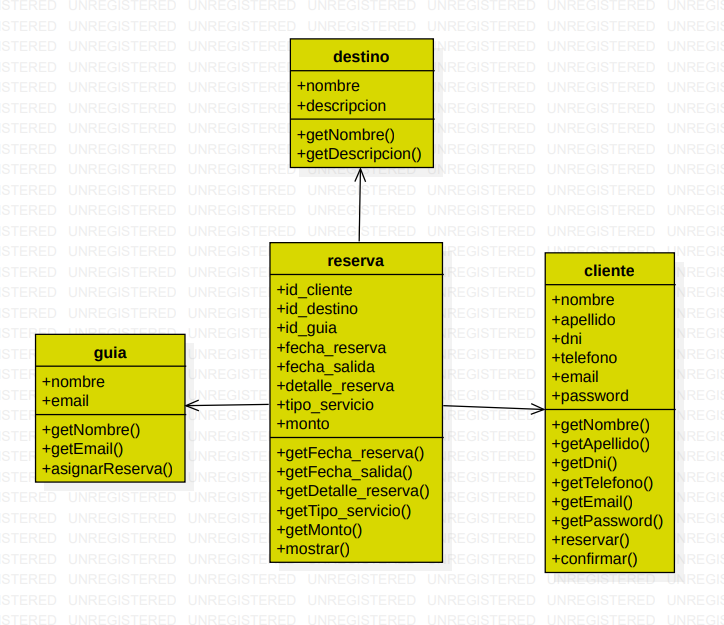 destino
+nombre
+descripcion
+getNombre()
+getDescripcion()
reserva
+id_cliente
+id_destino
+id_guia
+fecha_reserva
+fecha_salida
+detalle_reserva
+tipo_servicio
+monto
+getFecha_reserva()
+getFecha_salida()
+getDetalle_reserva()
+getTipo_servicio()
+getMonto()
+mostrar()
cliente
+nombre
+apellido
+dni
+telefono
+email
+password
+getNombre()
+getApellido()
+getDni()
+getTelefono()
+getEmail()
+getPassword()
+reservar()
+confirmar()
guia
+nombre
+email
+getNombre()
+getEmail()
+asignarReserva()
UNREGISTERED